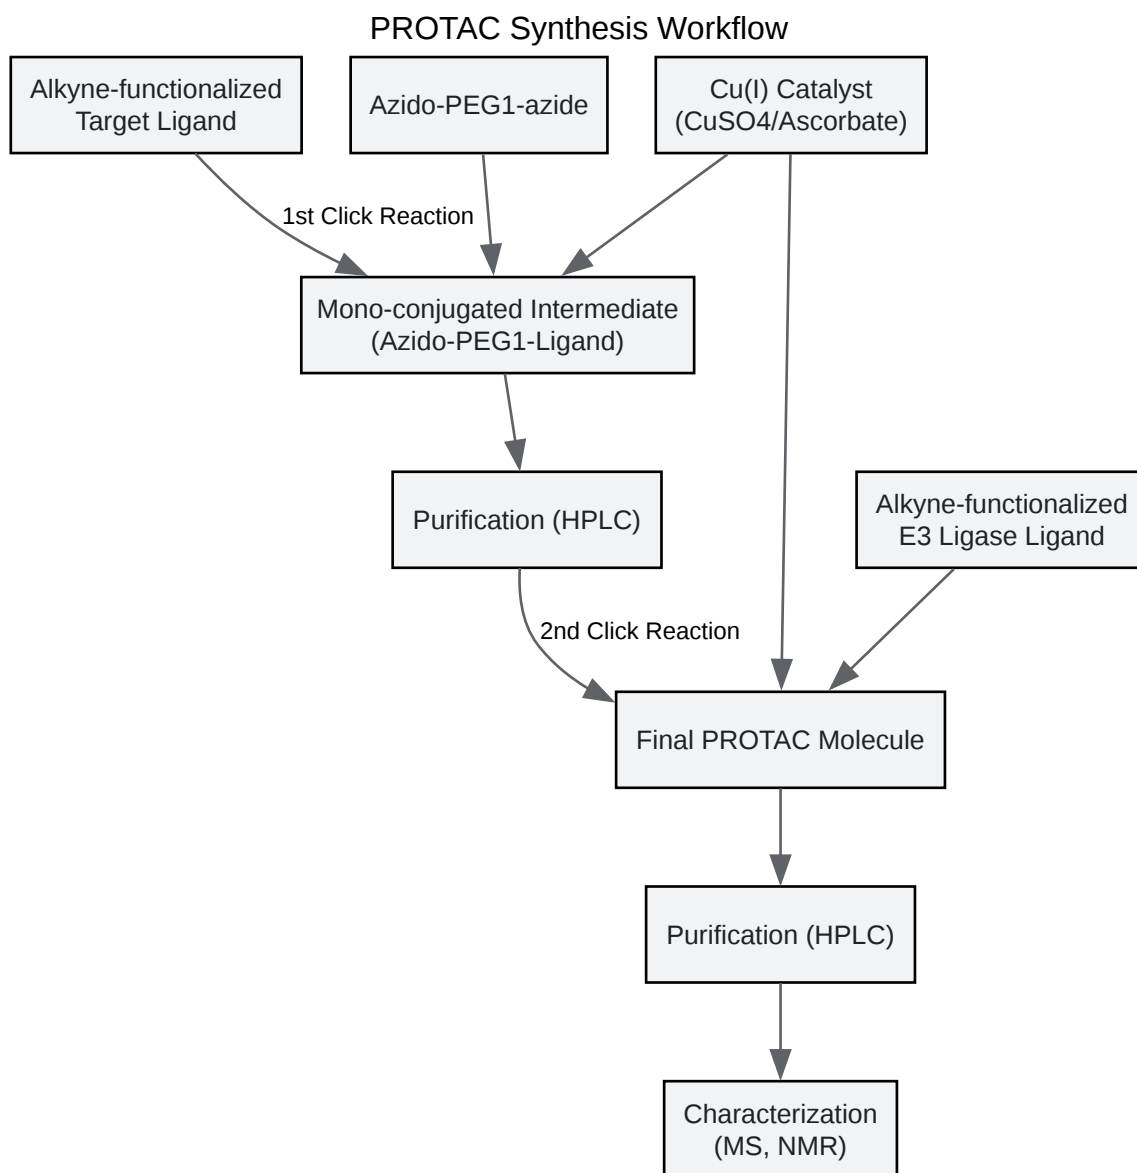 PROTAC Synthesis Workflow
Alkyne-functionalized
Target Ligand
Azido-PEG1-azide
Cu(I) Catalyst
(CuSO4/Ascorbate)
1st Click Reaction
Mono-conjugated Intermediate
(Azido-PEG1-Ligand)
Purification (HPLC)
Alkyne-functionalized
E3 Ligase Ligand
2nd Click Reaction
Final PROTAC Molecule
Purification (HPLC)
Characterization
(MS, NMR)